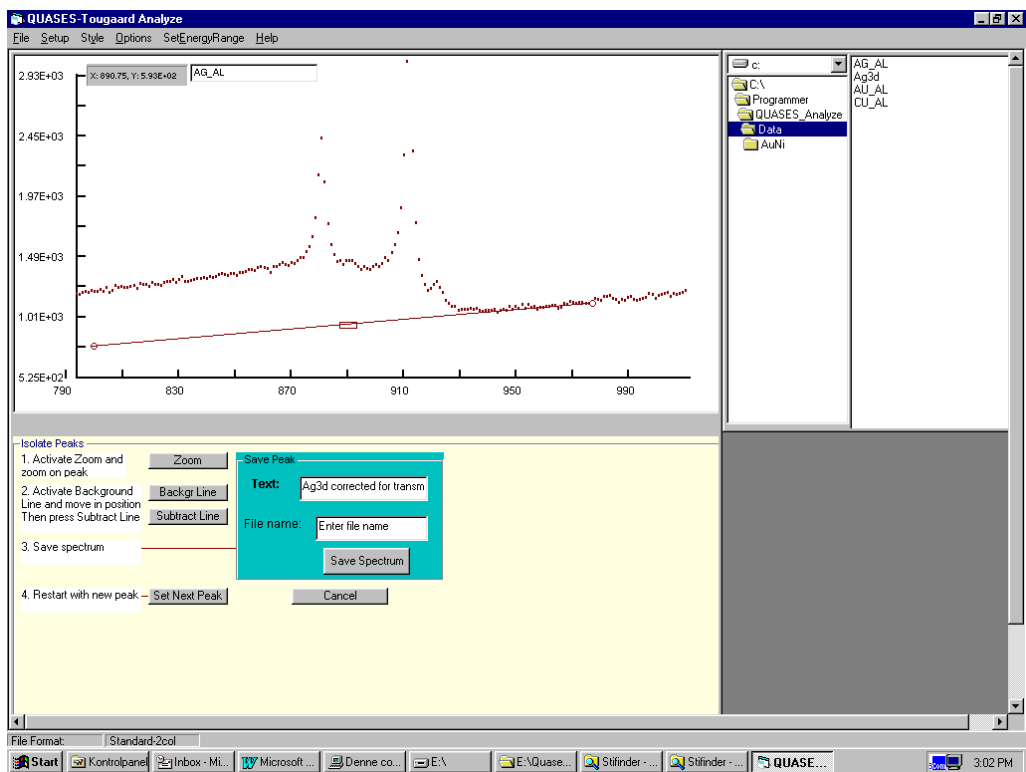 QUASES-Tougaard Analyze
File Setup Style Options SetEnergyRange Help
X: 890.75, Y: 5.93E+02
AG_AL
2.93E+03
2.45E+03
1.97E+03
1.49E+03
1.01E+03
5.25E+02
790 830 870 910 950 990
c:
C:\
Programmer
QUASES_Analyze
Data
AuNi
AG_AL
Ag3d
AU_AL
CU_AL
Isolate Peaks
1. Activate Zoom and
zoom on peak
Zoom
2. Activate Background
Line and move in position
Then press Subtract Line
Backgr Line
Subtract Line
3. Save spectrum
Save Peak
Text:
Ag3d corrected for transm
File name:
Enter file name
Save Spectrum
4. Restart with new peak
Set Next Peak
Cancel
File Format:
Standard-2col
Start
Kontrolpanel
Inbox - Mi...
Microsoft ...
Denne co...
E:\
E:\Quase...
Stifinder - ...
Stifinder - ...
QUASE...
3:02 PM